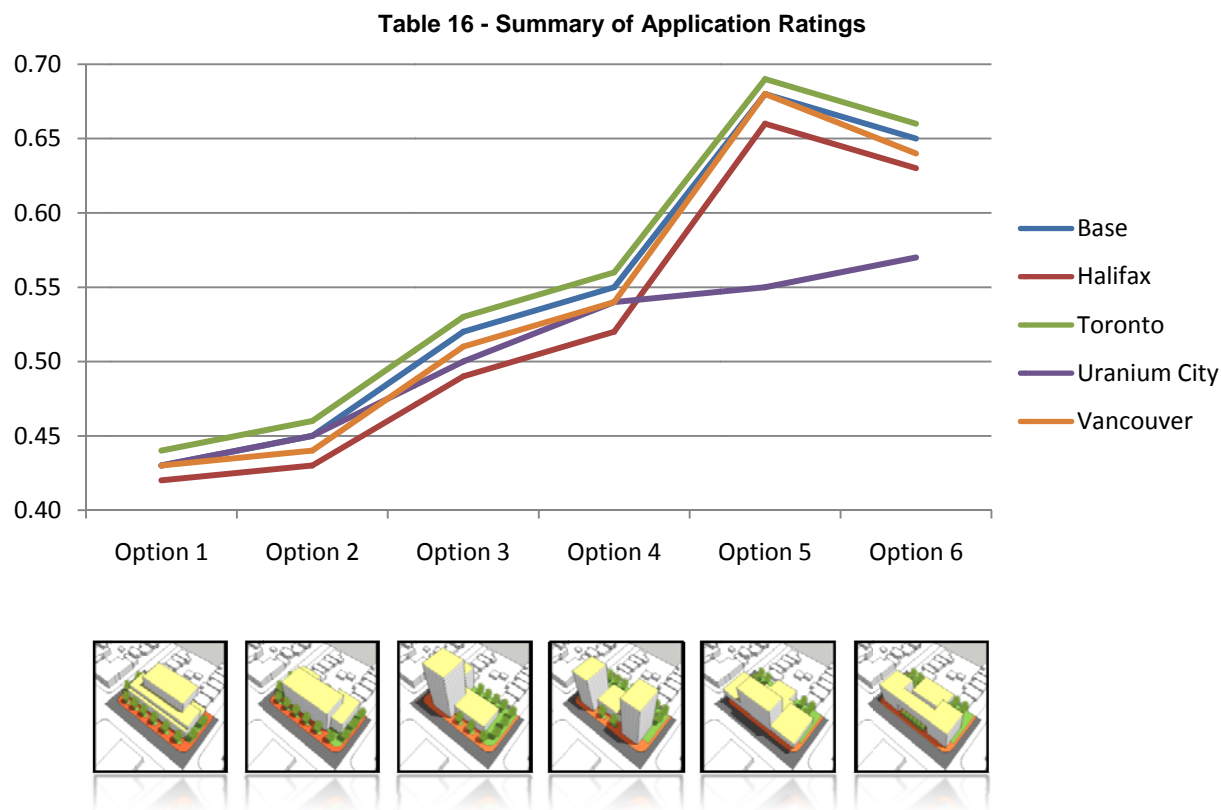 Table 16 - Summary of Application Ratings
0.70
0.65
0.60
0.55
0.50
0.45
0.40
Option 1
Option 2
Option 3
Option 4
Option 5
Option 6
Base
Halifax
Toronto
Uranium City
Vancouver